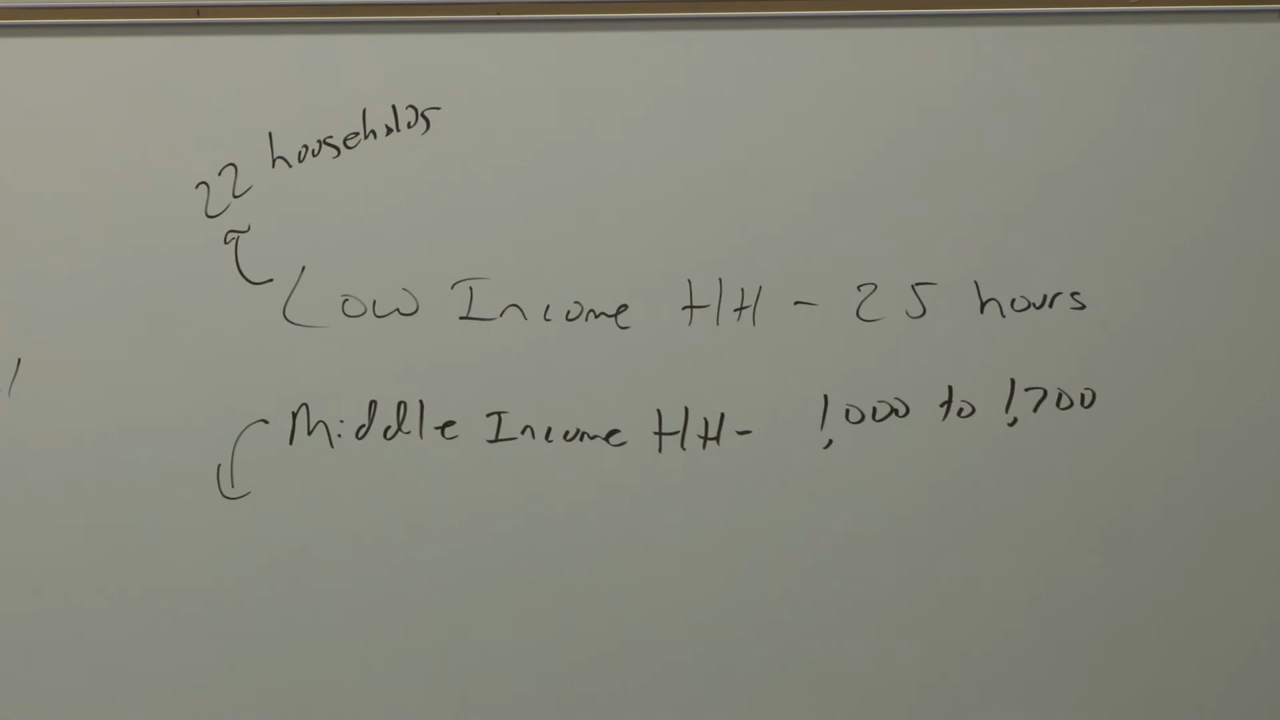 22 households
Low Income HH - 25 hours
Middle Income HH - 1,000 to 1,700